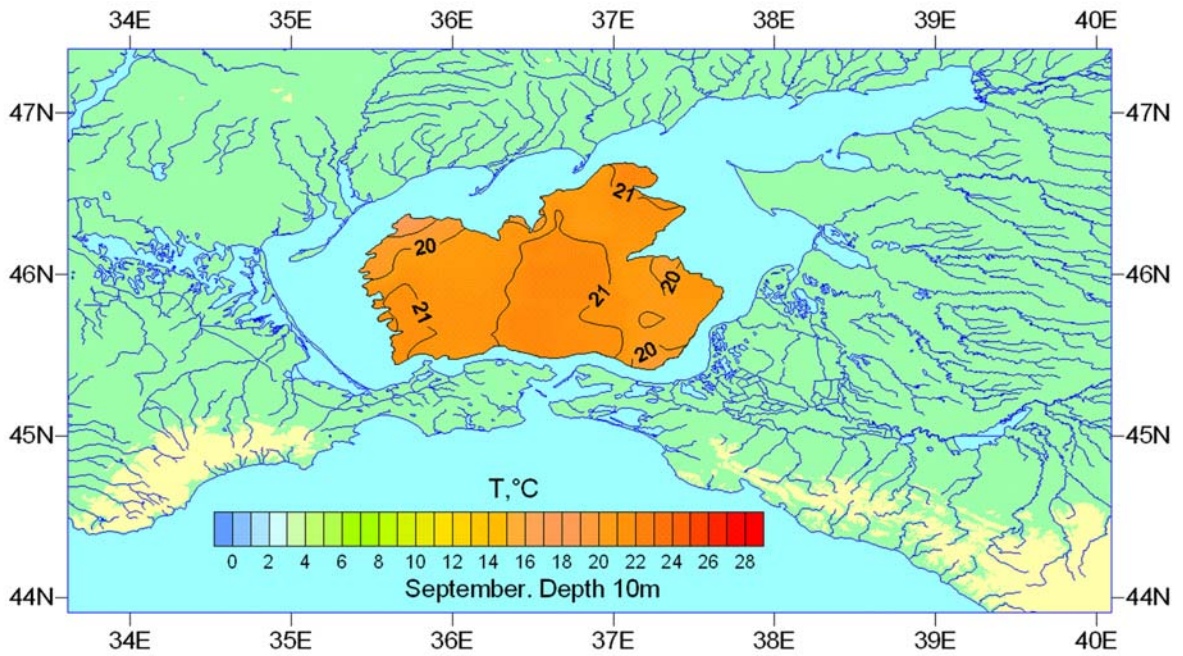 34E 35E 36E 37E 38E 39E 40E
47N 47N
21
20
46N 46N
20
21
21
20
45N 45N
T,°C
0 2 4 6 8 10 12 14 16 18 20 22 24 26 28
September. Depth 10m
44N 44N
34E 35E 36E 37E 38E 39E 40E